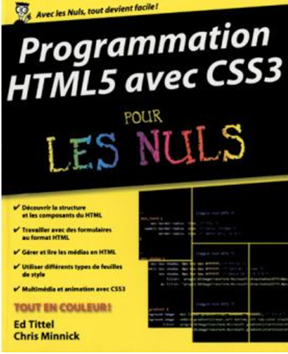 Avec les Nuls, tout devient facile!
Programmation
HTML5 avec CSS3
POUR
LES NULS
✔ Découvrir la structure
et les composants du HTML
✔ Travailler avec des formulaires
au format HTML
✔ Gérer et lire les médias en HTML
✔ Utiliser différents types de feuilles
de style
✔ Multimédia et animation avec CSS3
TOUT EN COULEUR!
Ed Tittel
Chris Minnick